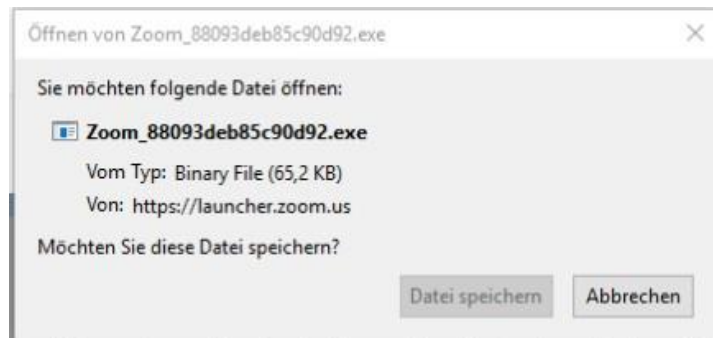 Öffnen von Zoom_88093deb85c90d92.exe
Sie möchten folgende Datei öffnen:
Zoom_88093deb85c90d92.exe
Vom Typ: Binary File (65,2 KB)
Von: https://launcher.zoom.us
Möchten Sie diese Datei speichern?
Datei speichern Abbrechen